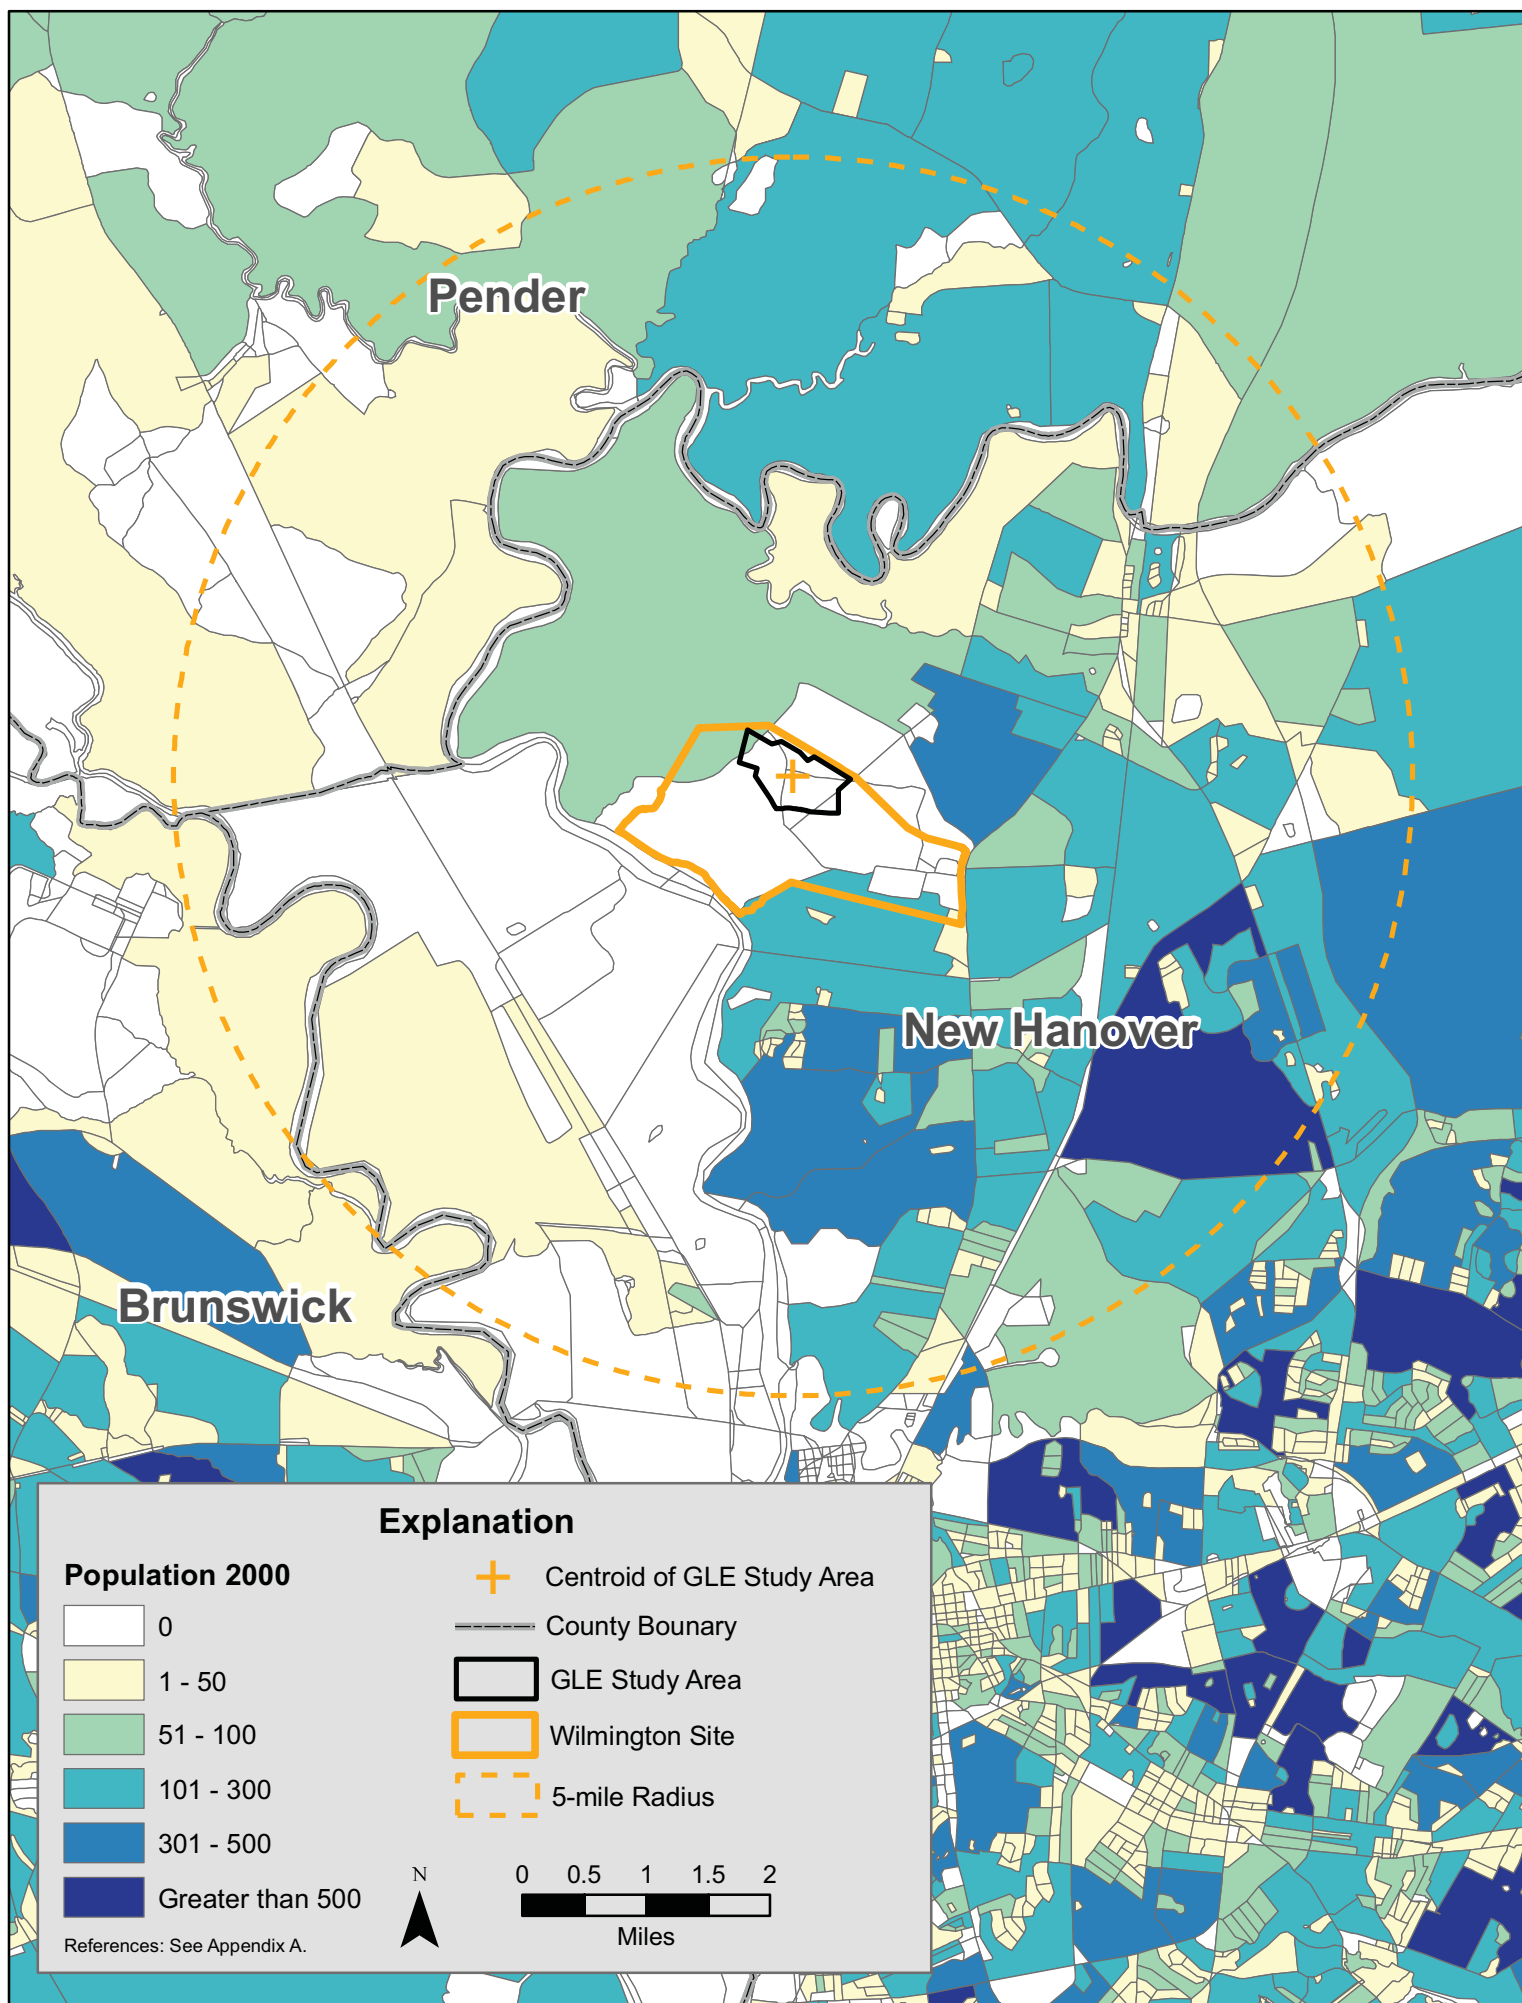 Pender
New Hanover
Brunswick
Explanation
Population 2000
0
1 - 50
51 - 100
101 - 300
301 - 500
Greater than 500
References: See Appendix A.
Centroid of GLE Study Area
County Bounary
GLE Study Area
Wilmington Site
5-mile Radius
N
0 0.5 1 1.5 2
Miles